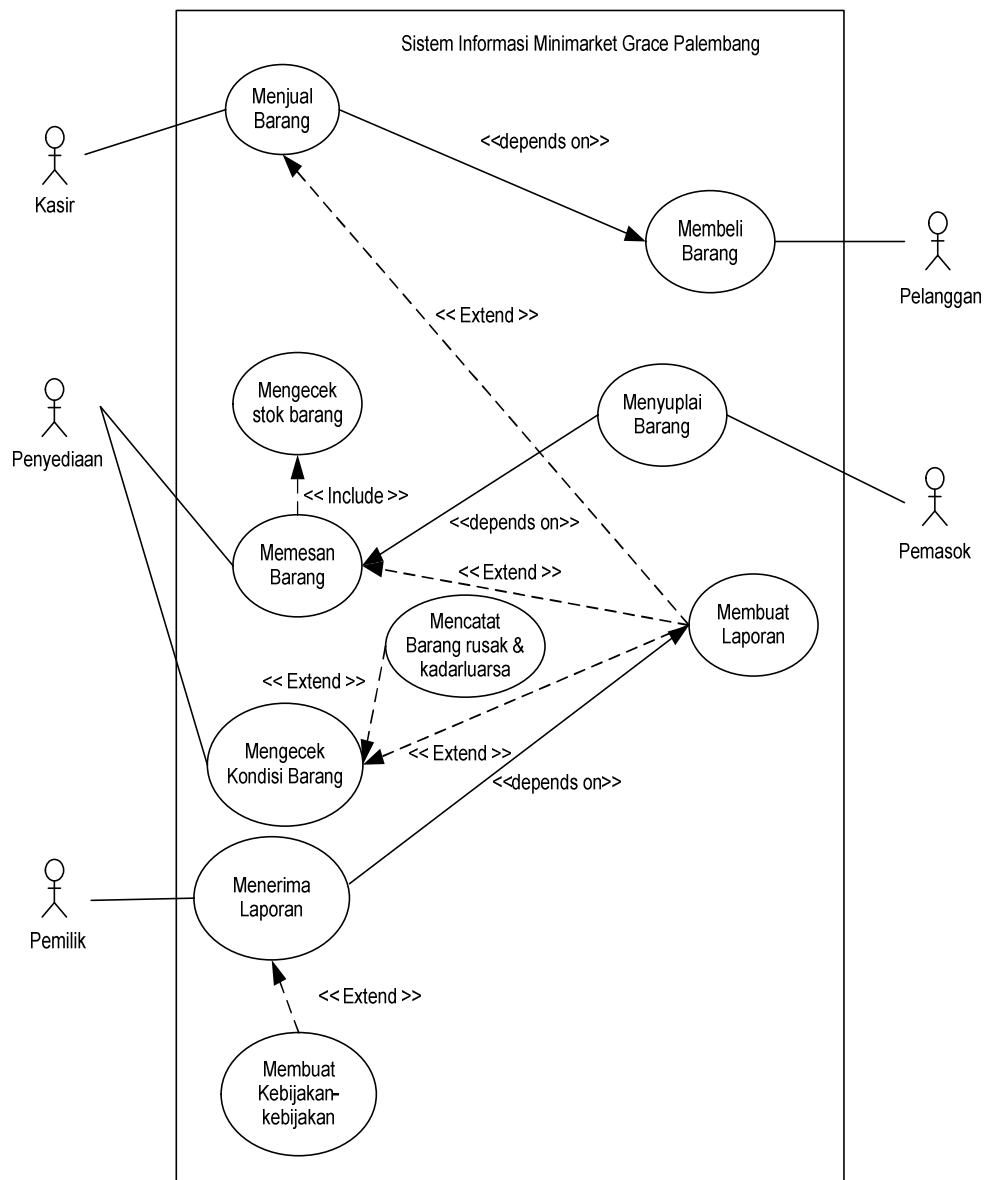 Sistem Informasi Minimarket Grace Palembang
Menjual
Barang
<<depends on>>
Kasir
Membeli
Barang
Pelanggan
<< Extend >>
Mengecek
stok barang
Menyuplai
Barang
Penyediaan
<< Include >>
<<depends on>>
Pemasok
Memesan
Barang
<< Extend >>
Mencatat
Barang rusak &
kadarluarsa
Membuat
Laporan
<< Extend >>
Mengecek
Kondisi Barang
<< Extend >>
<<depends on>>
Menerima
Laporan
Pemilik
<< Extend >>
Membuat
Kebijakan-
kebijakan